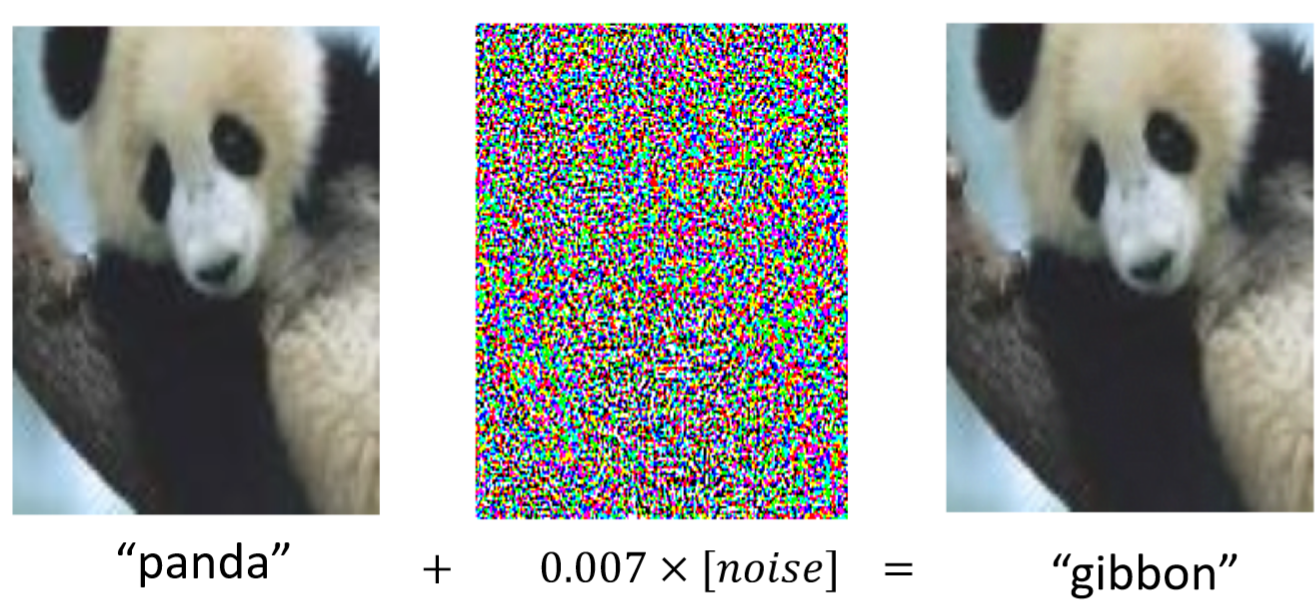 “panda” + 0.007 × [noise] = “gibbon”